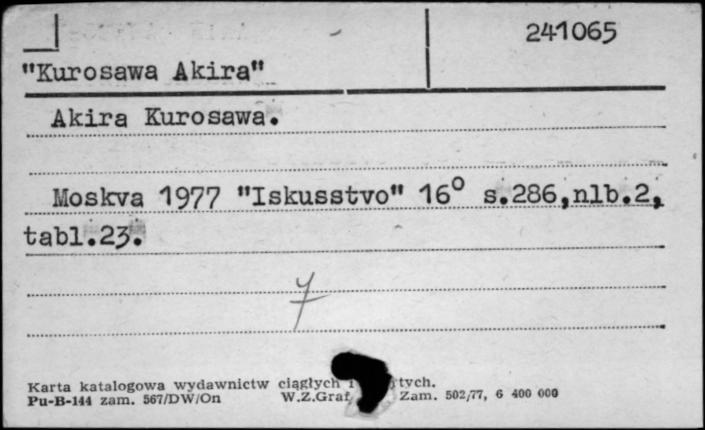 241065
"Kurosawa Akira"
Akira Kurosawa.
Moskva 1977 "Iskusstvo" 16° s.286,nlb.2,
tabl.23.
Karta katalogowa wydawnictw ciągłych
Pu-B-144 zam. 567/DW/On W.Z.Graf Zam. 502/77, 6 400 000